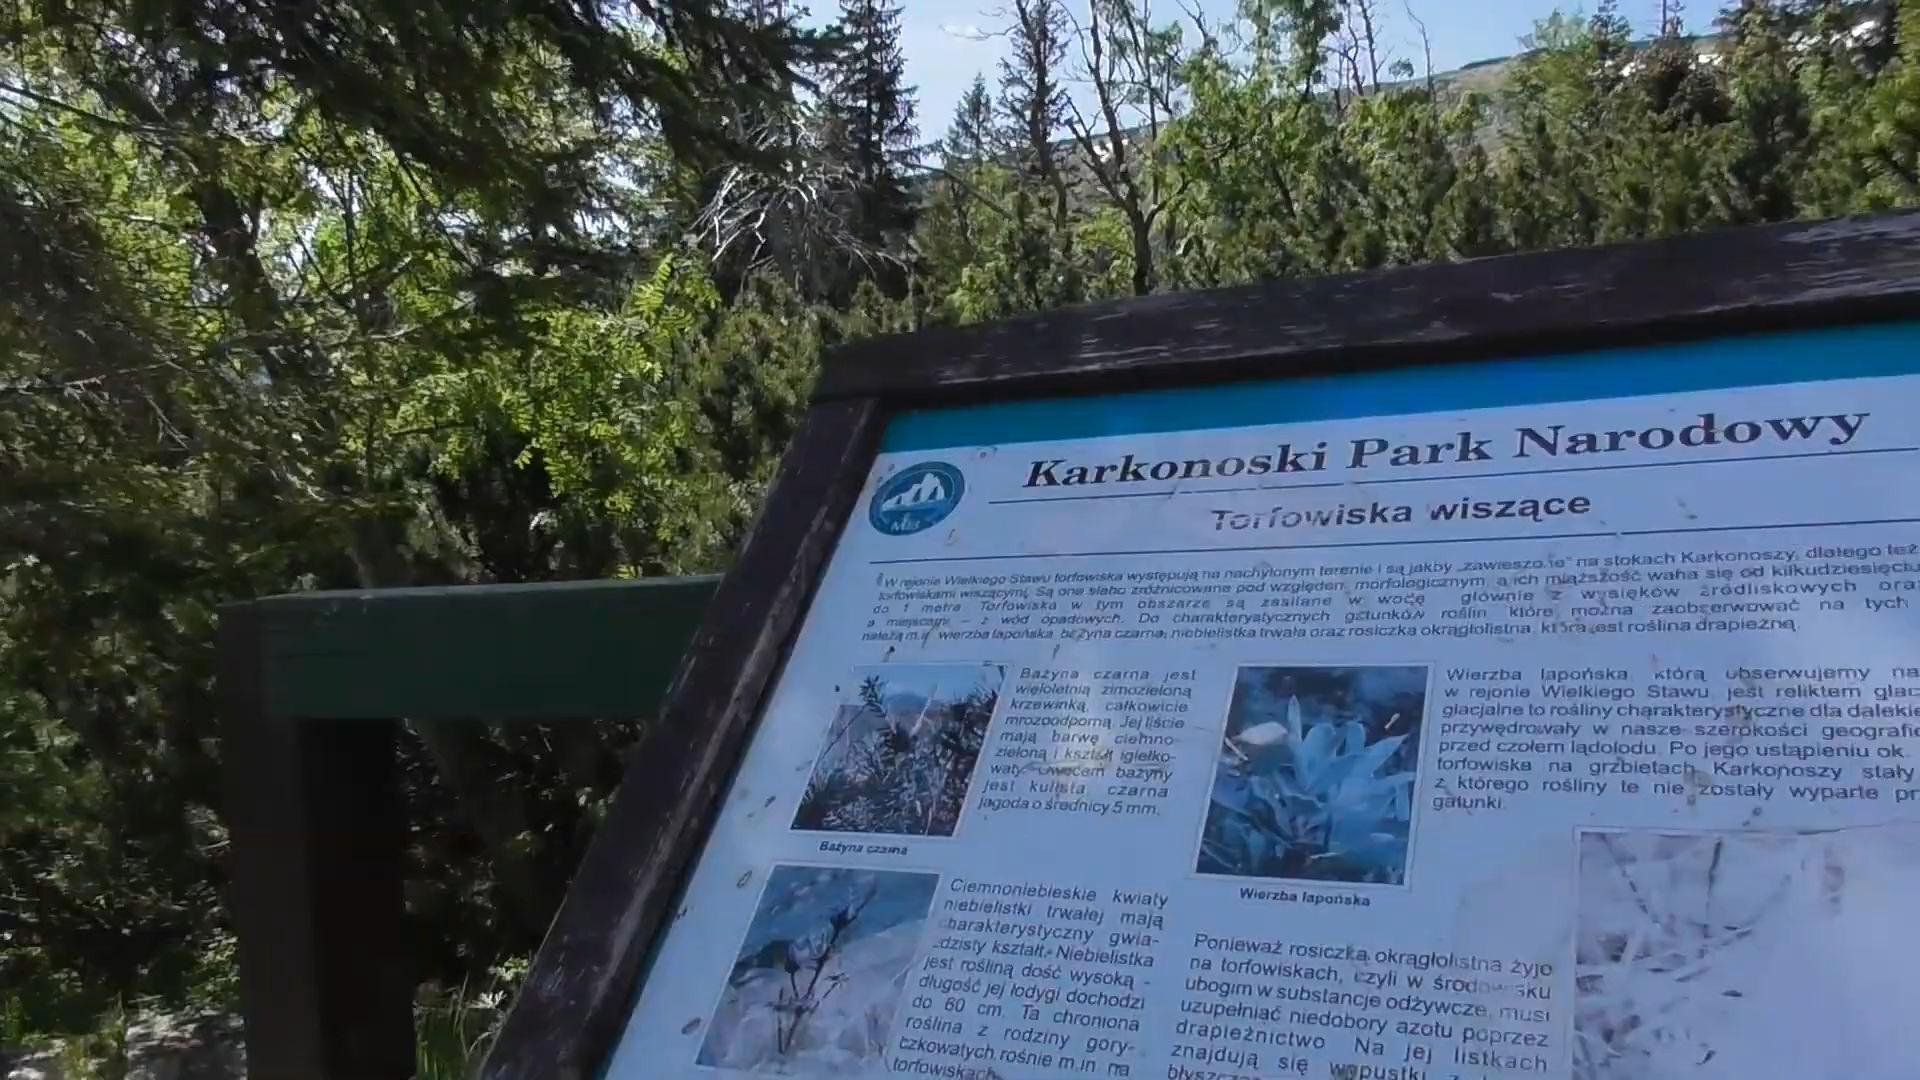 Karkonoski Park Narodowy
Torfowiska wiszące
W rejonie Wielkiego Stawu torfowiska występują na nachylonym terenie i są jakby „zawieszone” na stokach Karkonoszy, dlatego też
torfowiskami wiszącymi. Są one słabo zróżnicowane pod względem morfologicznym, a ich miąższość waha się od kilkudziesięciu
do 1 metra. Torfowiska w tym obszarze są zasilane w wodę głównie z wysięków źródliskowych oraz
a miejscami – z wód opadowych. Do charakterystycznych gatunków roślin, które można zaobserwować na tych
należą m.in. wierzba lapońska, bażyna czarna, niebielistka trwała oraz rosiczka okrągłolistna, która jest rośliną drapieżną.
Bażyna czarna jest
wieloletnią zimozieloną
krzewinką, całkowicie
mrozoodporną. Jej liście
mają barwę ciemno-
zieloną i kształt igiełko-
waty. Owocem bażyny
jest kulista, czarna
jagoda o średnicy 5 mm.
Bażyna czarna
Wierzba lapońska, którą obserwujemy na
w rejonie Wielkiego Stawu, jest reliktem
glacjalne to rośliny charakterystyczne dla
przywędrowały w nasze szerokości
przed czołem lądolodu. Po jego ustąpieniu ok.
torfowiska na grzbietach Karkonoszy stały
z którego rośliny te nie zostały wyparte
gatunki.
Wierzba lapońska
Ciemnoniebieskie kwiaty
niebielistki trwałej mają
charakterystyczny gwia-
ździsty kształt. Niebielistka
jest rośliną dość wysoką -
długość jej łodygi dochodzi
do 60 cm. Ta chroniona
roślina z rodziny gory-
czkowatych rośnie m.in na
torfowiskach
Ponieważ rosiczka okrągłolistna żyje
na torfowiskach, czyli w środowisku
ubogim w substancje odżywcze, musi
uzupełniać niedobory azotu poprzez
drapieżnictwo. Na jej listkach
znajdują się wypustki z